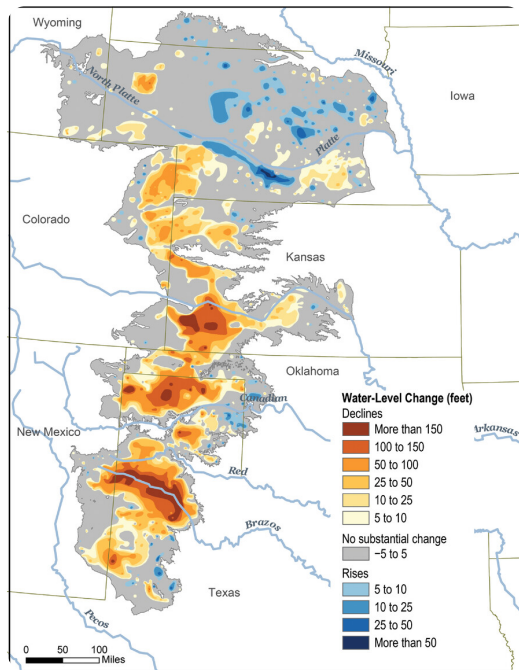 Wyoming
Missouri
North Platte
Iowa
Platte
Colorado
Kansas
Oklahoma
Canadian
New Mexico
Arkansas
Red
Brazos
Texas
Pecos
Water-Level Change (feet)
Declines
More than 150
100 to 150
50 to 100
25 to 50
10 to 25
5 to 10
No substantial change
−5 to 5
Rises
5 to 10
10 to 25
25 to 50
More than 50
0 50 100
Miles